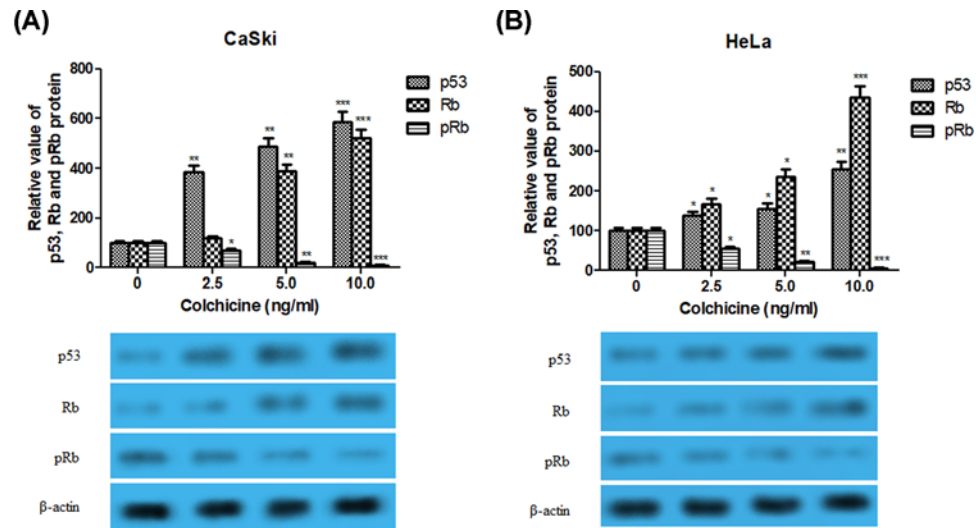 (A)
CaSki
Relative value of
p53, Rb and pRb protein
800
600
400
200
0
**
*
**
**
**
***
***
***
p53
Rb
pRb
0 2.5 5.0 10.0
Colchicine (ng/ml)
p53
Rb
pRb
β-actin
(B)
HeLa
Relative value of
p53, Rb and pRb protein
500
400
300
200
100
0
*
*
*
*
*
**
**
***
***
p53
Rb
pRb
0 2.5 5.0 10.0
Colchicine (ng/ml)
p53
Rb
pRb
β-actin